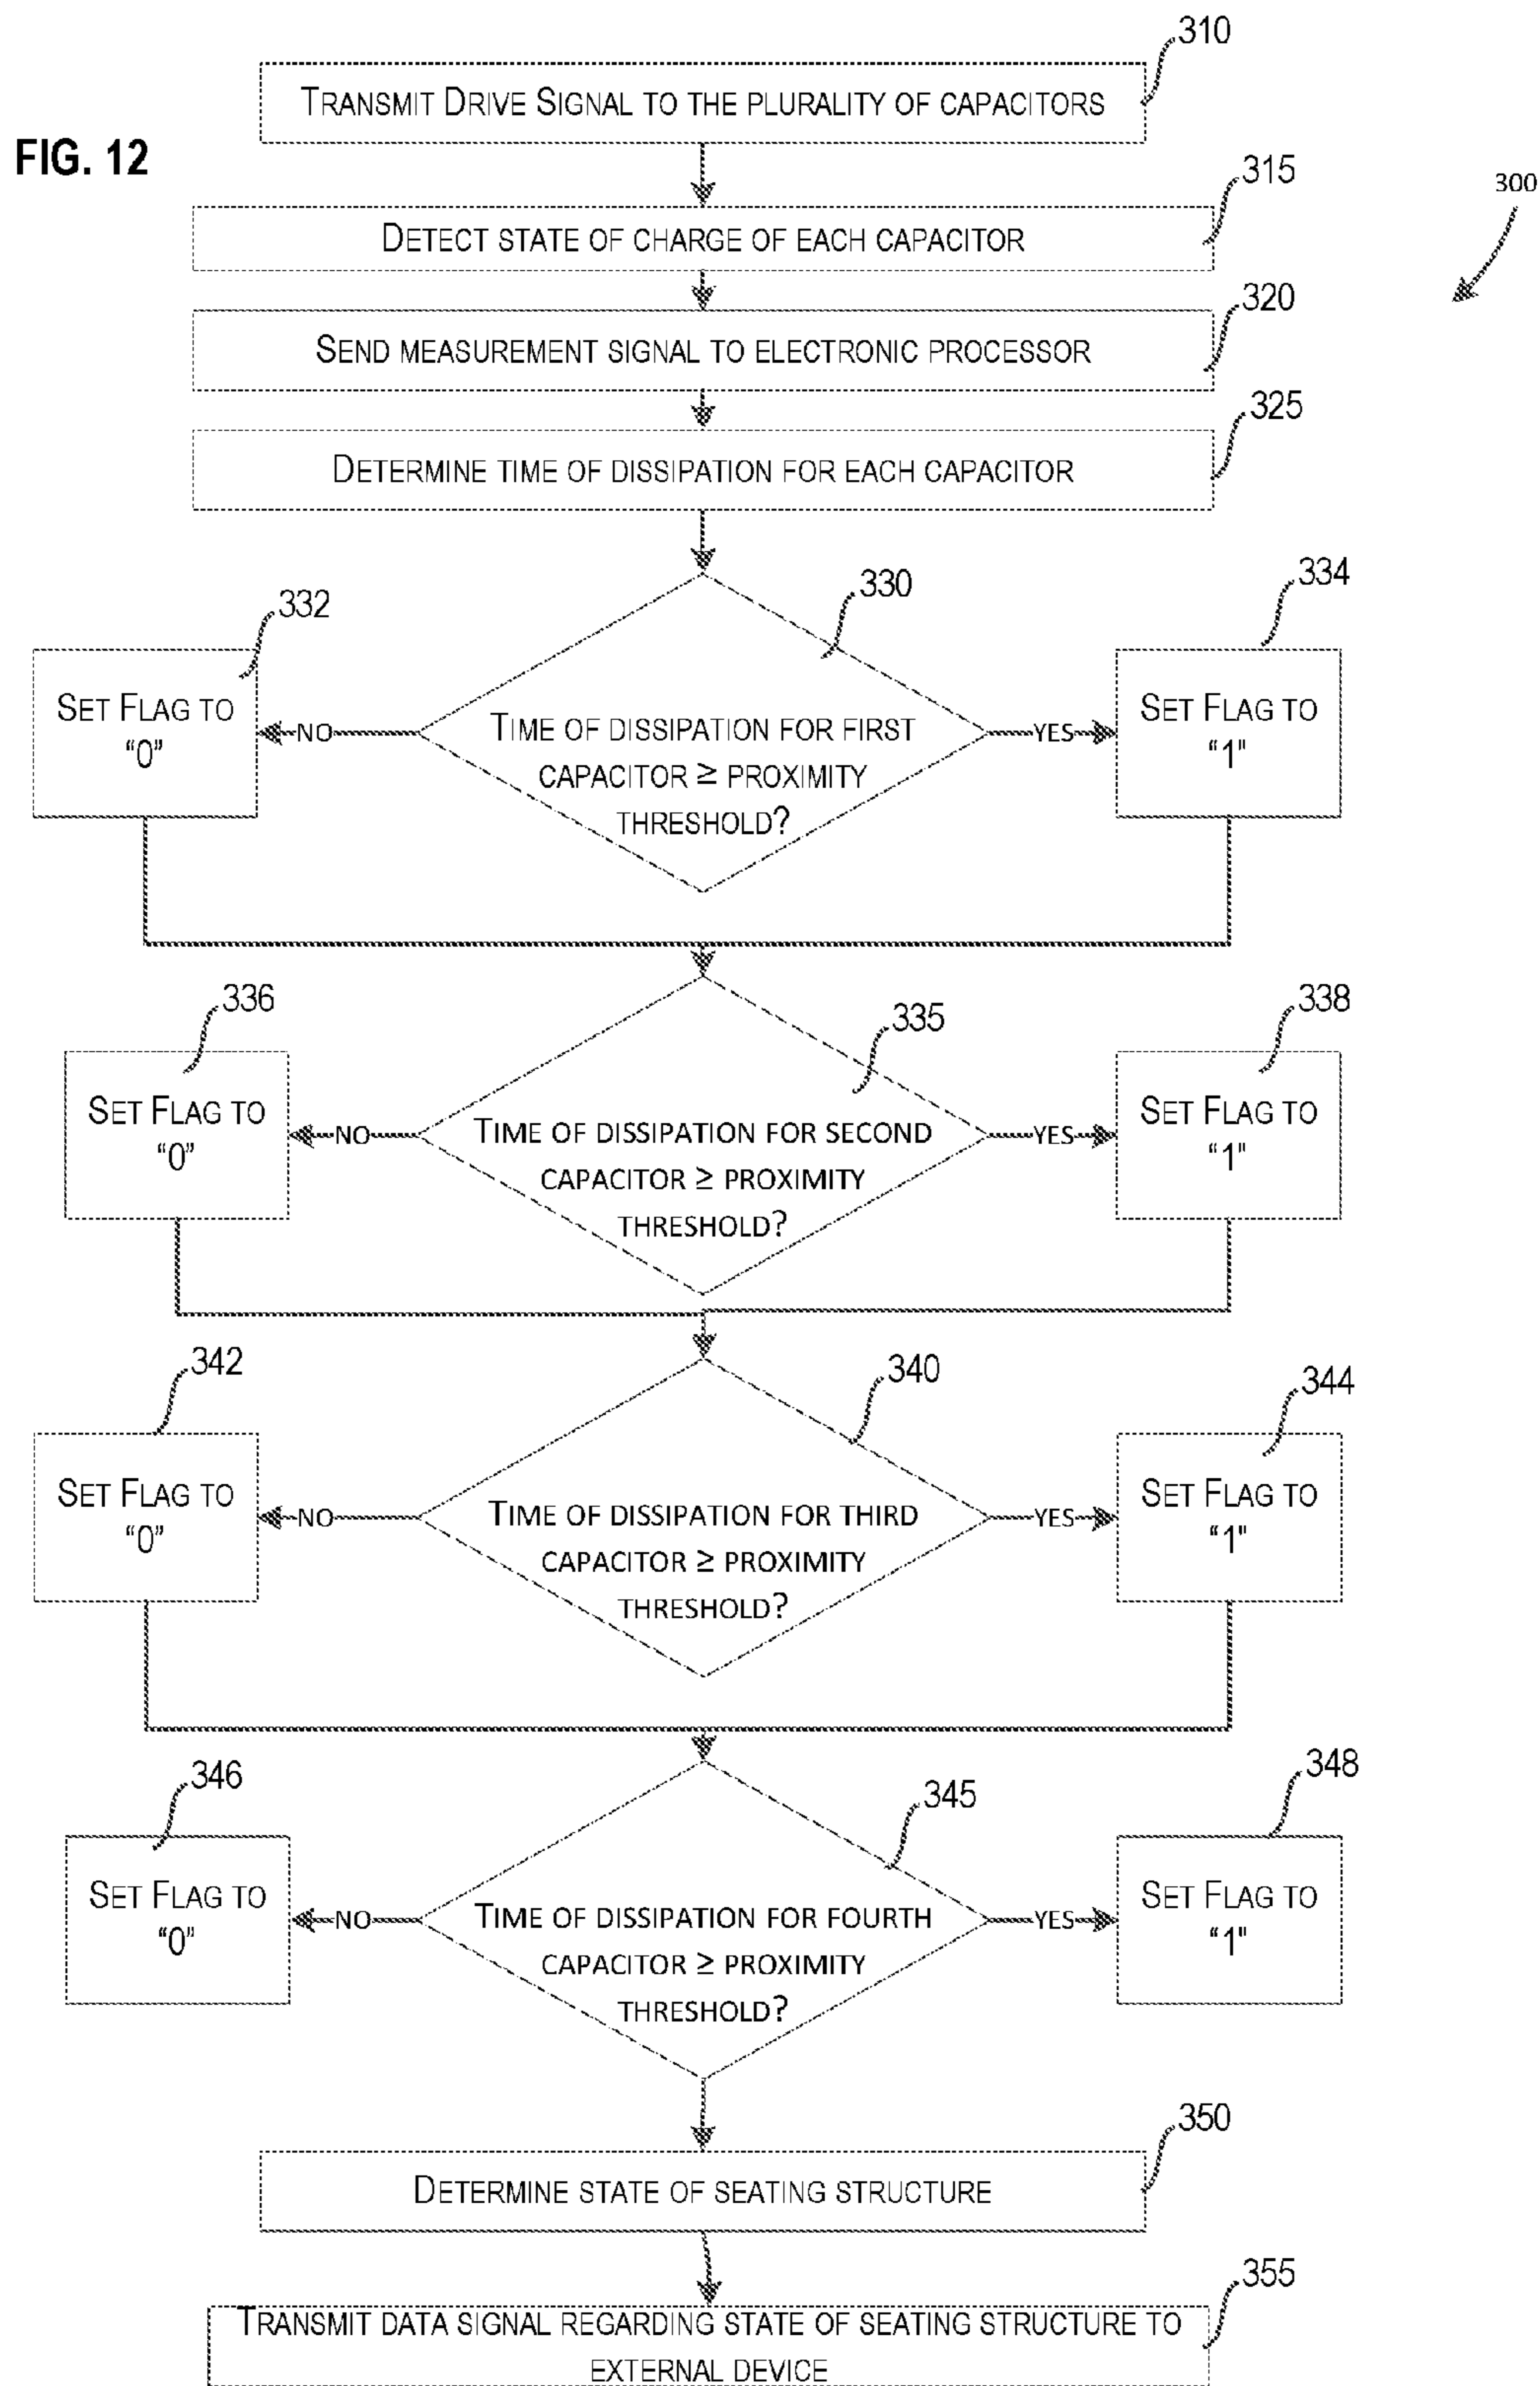 310
TRANSMIT DRIVE SIGNAL TO THE PLURALITY OF CAPACITORS
FIG. 12
315
300
DETECT STATE OF CHARGE OF EACH CAPACITOR
320
SEND MEASUREMENT SIGNAL TO ELECTRONIC PROCESSOR
325
DETERMINE TIME OF DISSIPATION FOR EACH CAPACITOR
330
334
332
SET FLAG TO
"0"
NO
TIME OF DISSIPATION FOR FIRST
CAPACITOR ≥ PROXIMITY
THRESHOLD?
YES
SET FLAG TO
"1"
336
335
338
SET FLAG TO
"0"
NO
TIME OF DISSIPATION FOR SECOND
CAPACITOR ≥ PROXIMITY
THRESHOLD?
YES
SET FLAG TO
"1"
342
340
344
SET FLAG TO
"0"
NO
TIME OF DISSIPATION FOR THIRD
CAPACITOR ≥ PROXIMITY
THRESHOLD?
YES
SET FLAG TO
"1"
346
345
348
SET FLAG TO
"0"
NO
TIME OF DISSIPATION FOR FOURTH
CAPACITOR ≥ PROXIMITY
THRESHOLD?
YES
SET FLAG TO
"1"
350
DETERMINE STATE OF SEATING STRUCTURE
355
TRANSMIT DATA SIGNAL REGARDING STATE OF SEATING STRUCTURE TO
EXTERNAL DEVICE